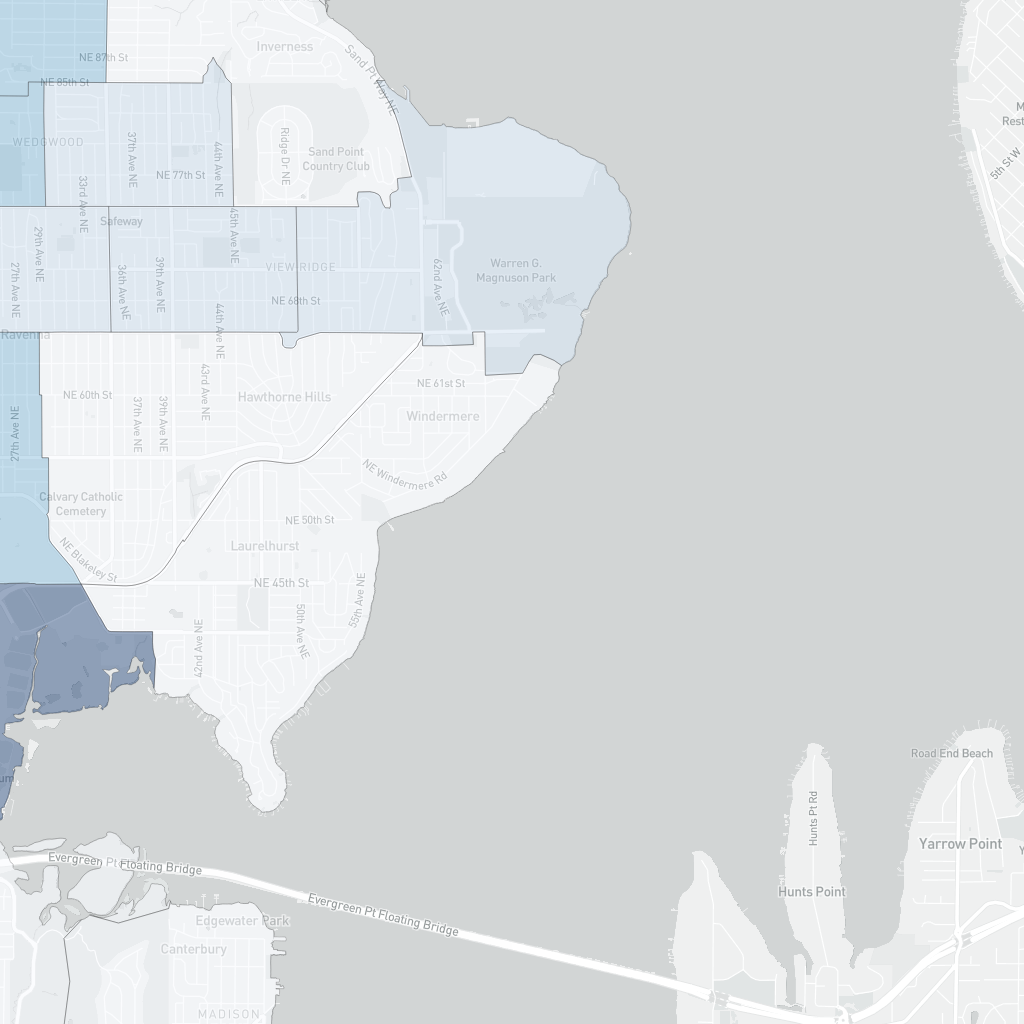 Inverness
Sand Pt Way NE
NE 87th St
NE 85th St
WEDGWOOD
37th Ave NE
44th Ave NE
Ridge Dr NE
Sand Point
Country Club
NE 77th St
33rd Ave NE
Safeway
45th Ave NE
29th Ave NE
27th Ave NE
36th Ave NE
39th Ave NE
VIEW RIDGE
62nd Ave NE
Warren G.
Magnuson Park
NE 68th St
5th St W
M
Rest
Ravenna
44th Ave NE
43rd Ave NE
NE 61st St
NE 60th St
Hawthorne Hills
37th Ave NE
39th Ave NE
Windermere
27th Ave NE
NE Windermere Rd
Calvary Catholic
Cemetery
NE 50th St
Laurelhurst
NE Blakeley St
NE 45th St
55th Ave NE
50th Ave NE
42nd Ave NE
um
Road End Beach
Hunts Pt Rd
Yarrow Point
Y
Hunts Point
Evergreen Pt Floating Bridge
Evergreen Pt Floating Bridge
Edgewater Park
Canterbury
MADISON